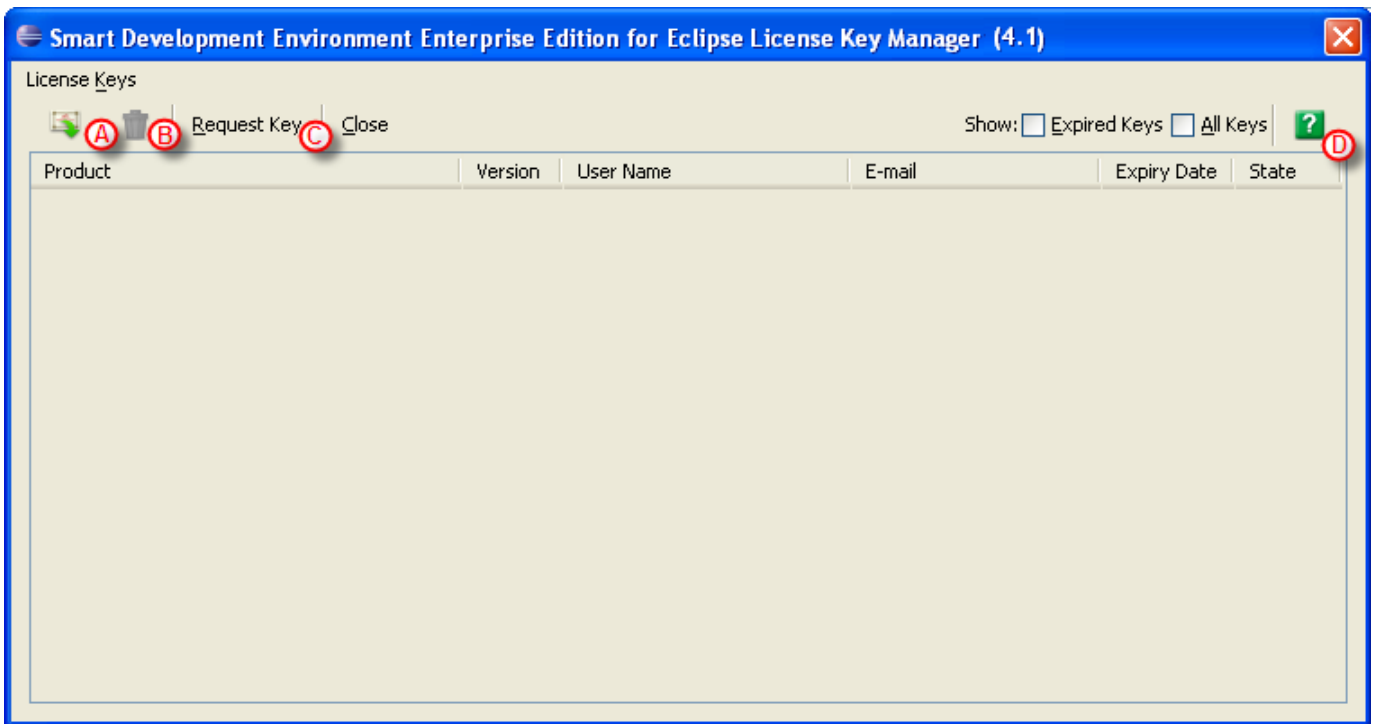 Smart Development Environment Enterprise Edition for Eclipse License Key Manager (4.1)
License Keys
A B Request Key C Close Show: Expired Keys All Keys ? D
Product Version User Name E-mail Expiry Date State